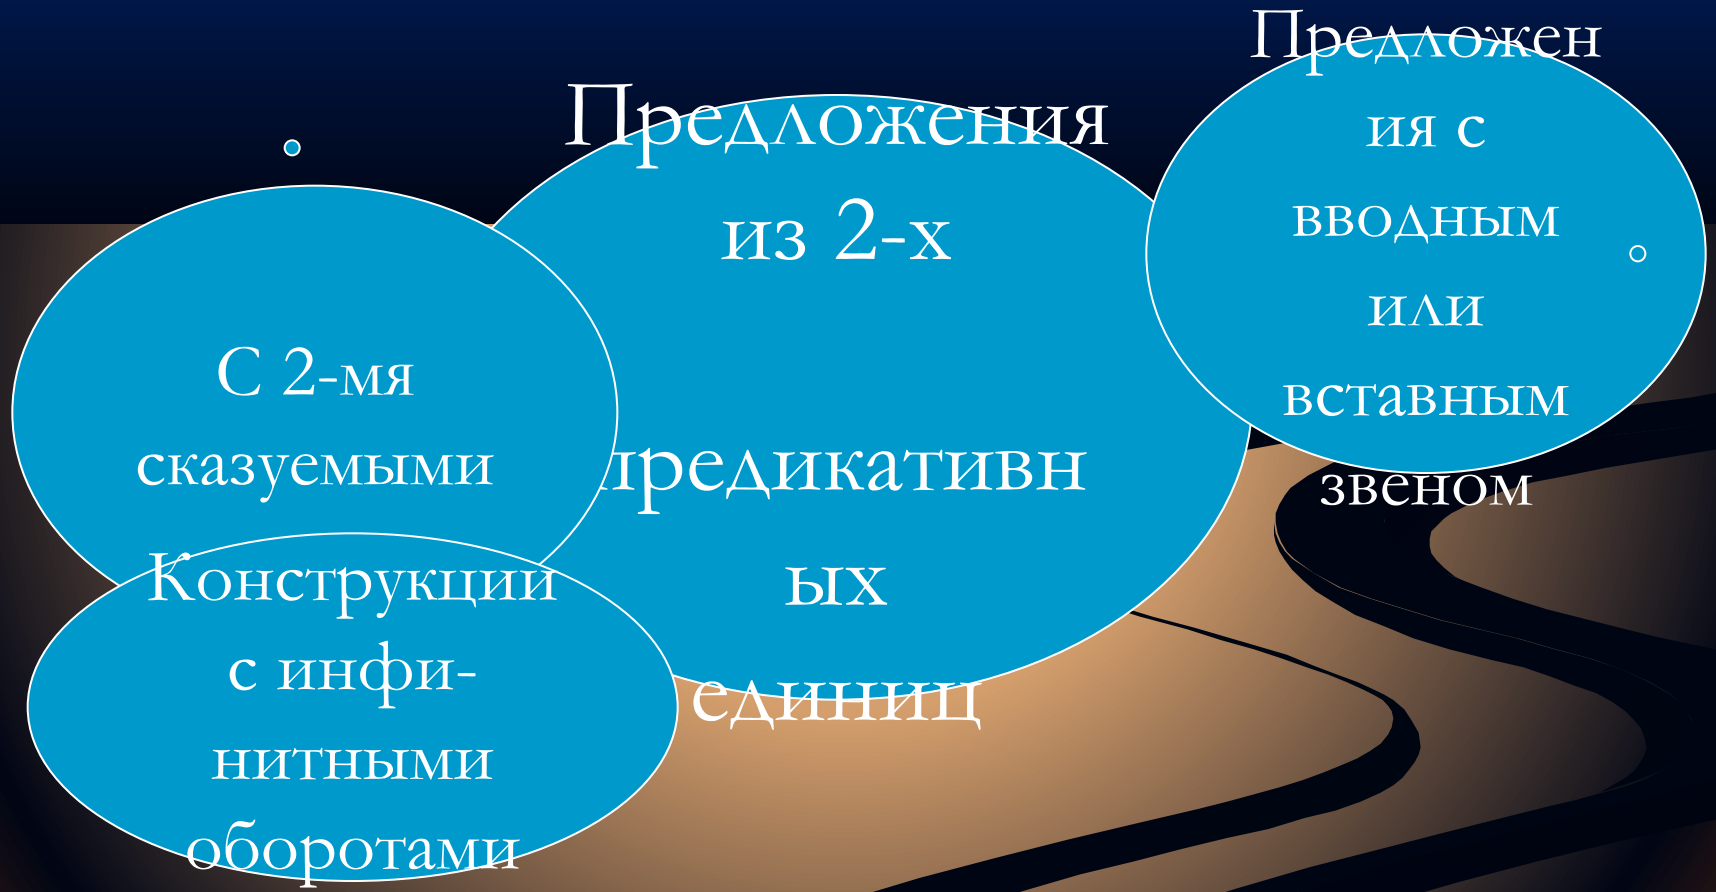 Предложения
из 2-х
предикативн
ых
единиц
С 2-мя
сказуемыми
Конструкции
с инфи-
нитными
оборотами
Предложен
ия с
вводным
или
вставным
звеном